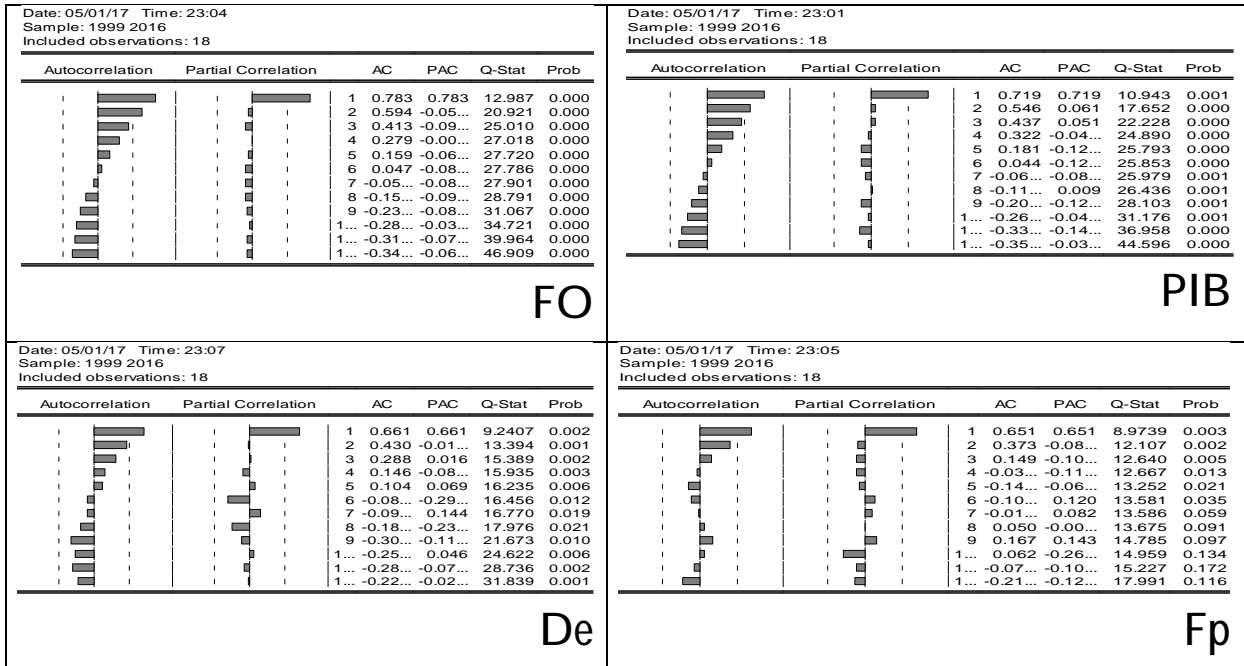 Date: 05/01/17 Time: 23:04
Sample: 1999 2016
Included observations: 18
Autocorrelation Partial Correlation AC PAC Q-Stat Prob
1 0.783 0.783 12.987 0.000
2 0.594 -0.05... 20.921 0.000
3 0.413 -0.09... 25.010 0.000
4 0.279 -0.00... 27.018 0.000
5 0.159 -0.06... 27.720 0.000
6 0.047 -0.08... 27.786 0.000
7 -0.05... -0.08... 27.901 0.000
8 -0.15... -0.09... 28.791 0.000
9 -0.23... -0.08... 31.067 0.000
1... -0.28... -0.03... 34.721 0.000
1... -0.31... -0.07... 39.964 0.000
1... -0.34... -0.06... 46.909 0.000
FO
Date: 05/01/17 Time: 23:01
Sample: 1999 2016
Included observations: 18
Autocorrelation Partial Correlation AC PAC Q-Stat Prob
1 0.719 0.719 10.943 0.001
2 0.546 0.061 17.652 0.000
3 0.437 0.051 22.228 0.000
4 0.322 -0.04... 24.890 0.000
5 0.181 -0.12... 25.793 0.000
6 0.044 -0.12... 25.853 0.000
7 -0.06... -0.08... 25.979 0.001
8 -0.11... 0.009 26.436 0.001
9 -0.20... -0.12... 28.103 0.001
1... -0.26... -0.04... 31.176 0.001
1... -0.33... -0.14... 36.958 0.000
1... -0.35... -0.03... 44.596 0.000
PIB
Date: 05/01/17 Time: 23:07
Sample: 1999 2016
Included observations: 18
Autocorrelation Partial Correlation AC PAC Q-Stat Prob
1 0.661 0.661 9.2407 0.002
2 0.430 -0.01... 13.394 0.001
3 0.288 0.016 15.389 0.002
4 0.146 -0.08... 15.935 0.003
5 0.104 0.069 16.235 0.006
6 -0.08... -0.29... 16.456 0.012
7 -0.09... 0.144 16.770 0.019
8 -0.18... -0.23... 17.976 0.021
9 -0.30... -0.11... 21.673 0.010
1... -0.25... 0.046 24.622 0.006
1... -0.28... -0.07... 28.736 0.002
1... -0.22... -0.02... 31.839 0.001
De
Date: 05/01/17 Time: 23:05
Sample: 1999 2016
Included observations: 18
Autocorrelation Partial Correlation AC PAC Q-Stat Prob
1 0.651 0.651 8.9739 0.003
2 0.373 -0.08... 12.107 0.002
3 0.149 -0.10... 12.640 0.005
4 -0.03... -0.11... 12.667 0.013
5 -0.14... -0.06... 13.252 0.021
6 -0.10... 0.120 13.581 0.035
7 -0.01... 0.082 13.586 0.059
8 0.050 -0.00... 13.675 0.091
9 0.167 0.143 14.785 0.097
1... 0.062 -0.26... 14.959 0.134
1... -0.07... -0.10... 15.227 0.172
1... -0.21... -0.12... 17.991 0.116
Fp